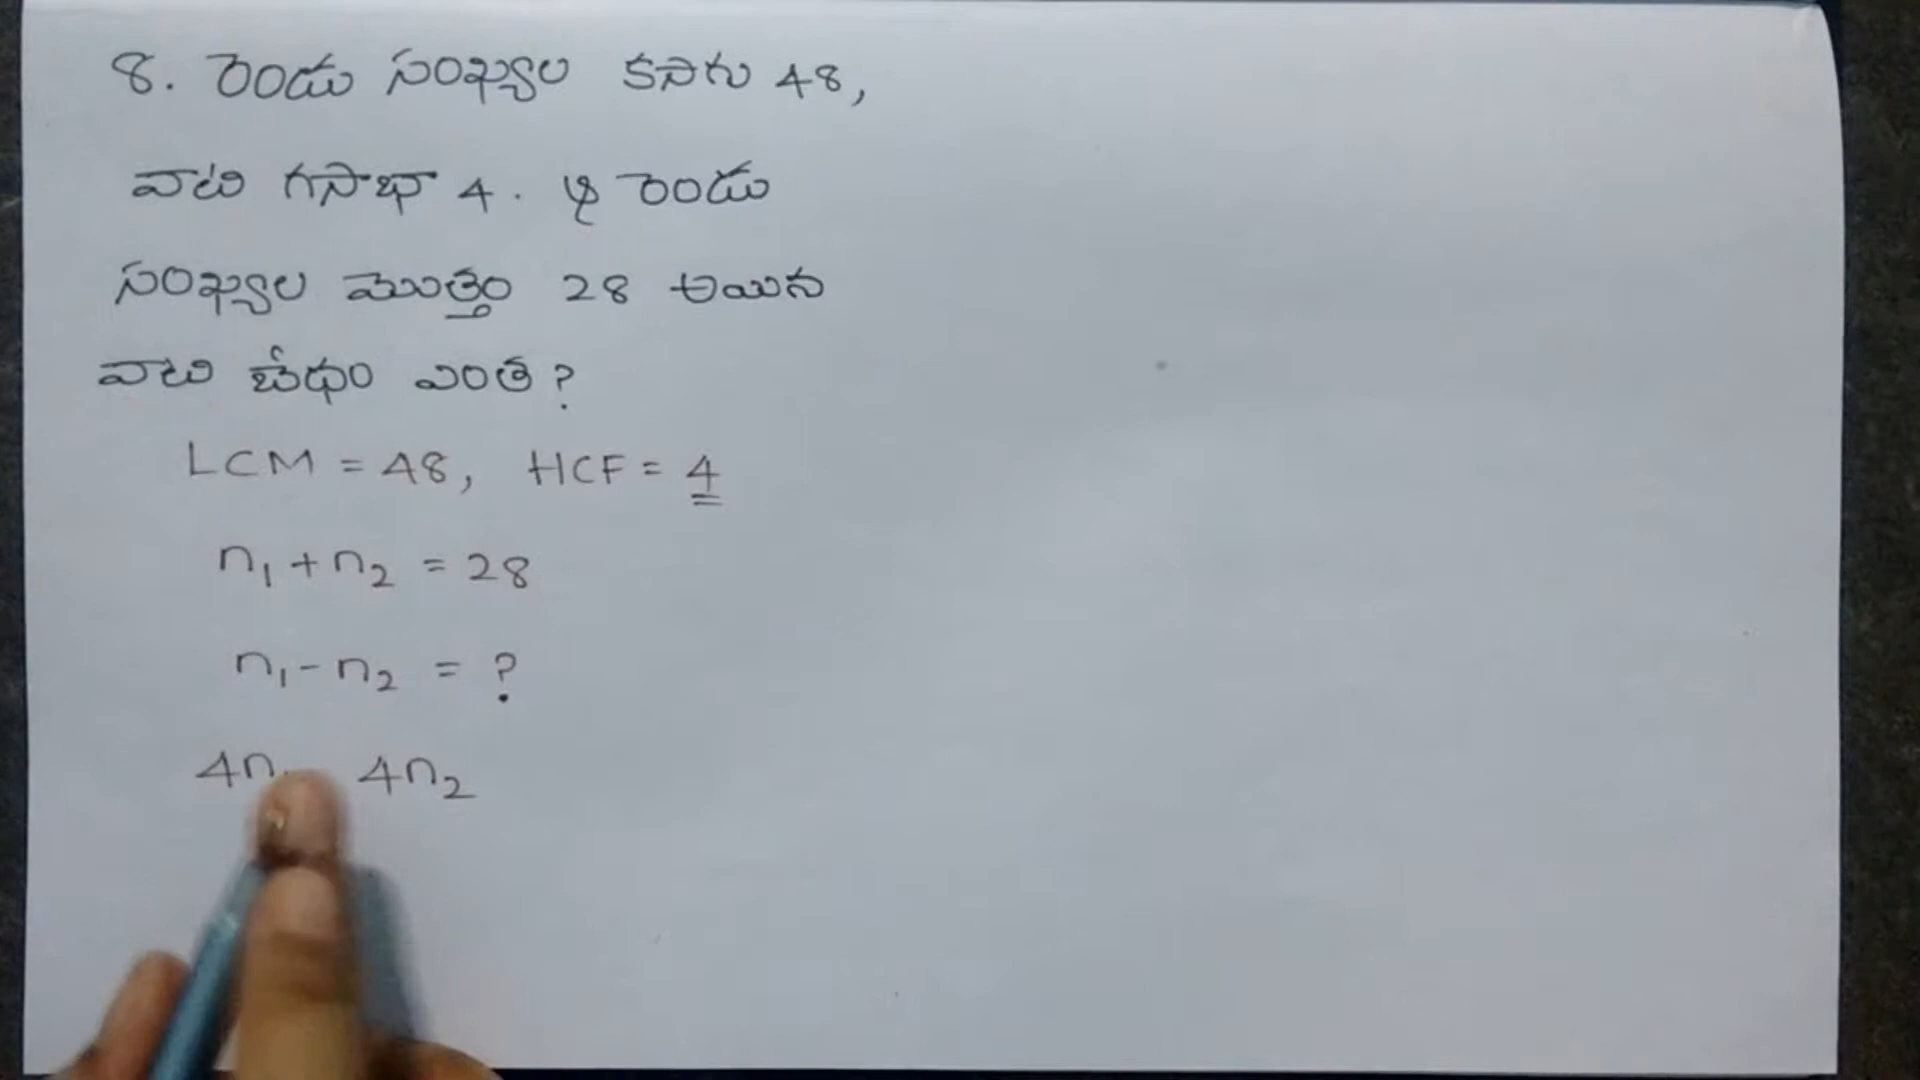 8. రెండు సంఖ్యల కసాగు 48,
వాటి గసాభా 4. ఆ రెండు
సంఖ్యల మొత్తం 28 అయిన
వాటి భేధం ఎంత?
LCM = 48, HCF = 4
n₁ + n₂ = 28
n₁ - n₂ = ?
4n 4n₂